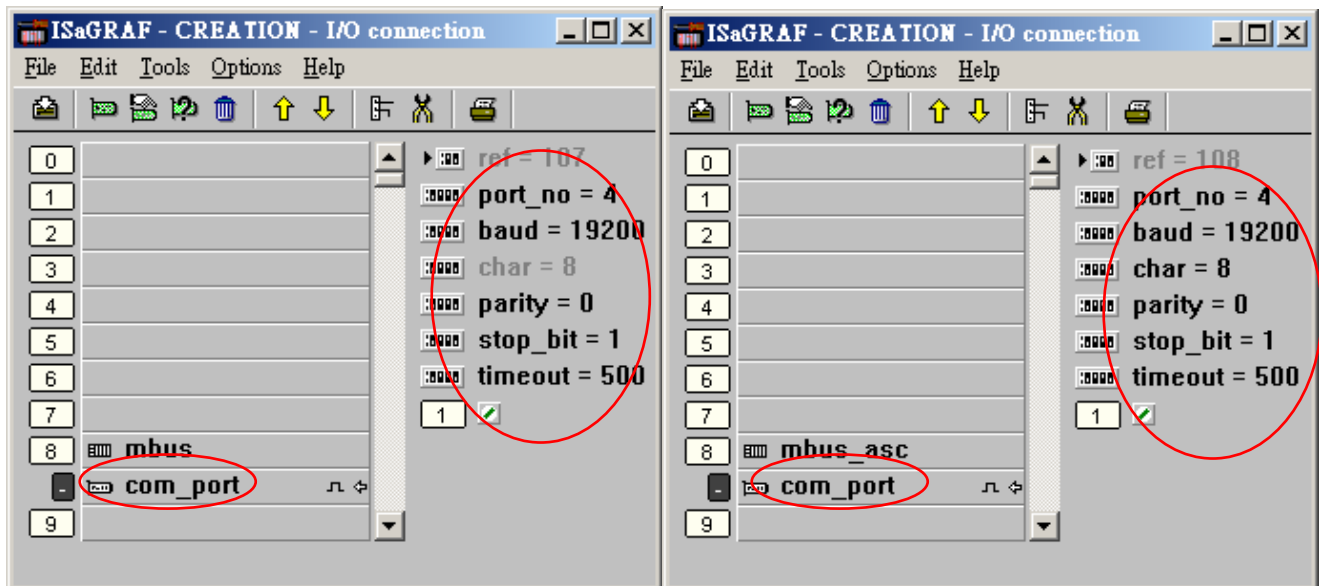 ISaGRAF - CREATION - I/O connection
File Edit Tools Options Help
0
ref = 107
1
port_no = 4
2
baud = 19200
3
char = 8
4
parity = 0
5
stop_bit = 1
6
timeout = 500
7
1
8
mbus
-
com_port
9
ISaGRAF - CREATION - I/O connection
File Edit Tools Options Help
0
ref = 108
1
port_no = 4
2
baud = 19200
3
char = 8
4
parity = 0
5
stop_bit = 1
6
timeout = 500
7
1
8
mbus_asc
-
com_port
9